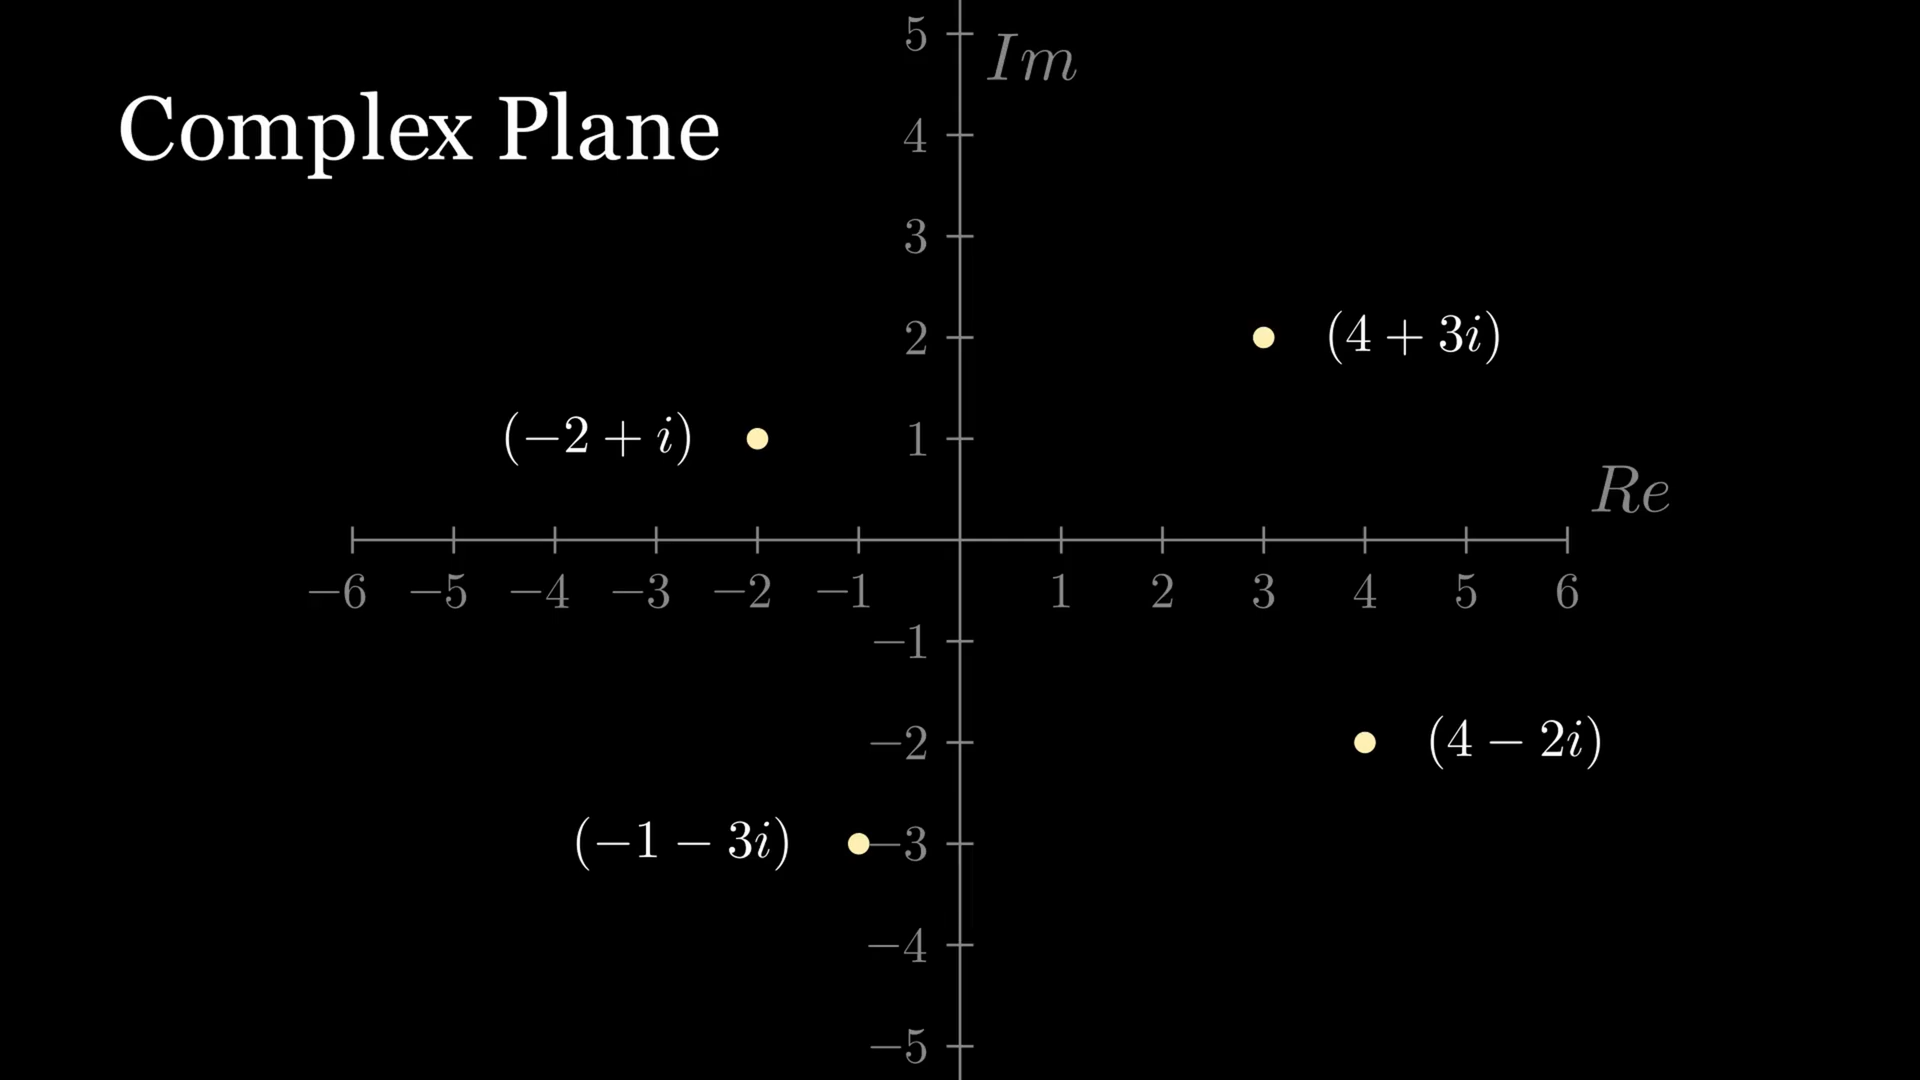 5
Im
Complex Plane
4
3
2
(4 + 3i)
(−2 + i)
1
Re
−6 −5 −4 −3 −2 −1 1 2 3 4 5 6
−1
−2
(4 − 2i)
(−1 − 3i)
−3
−4
−5